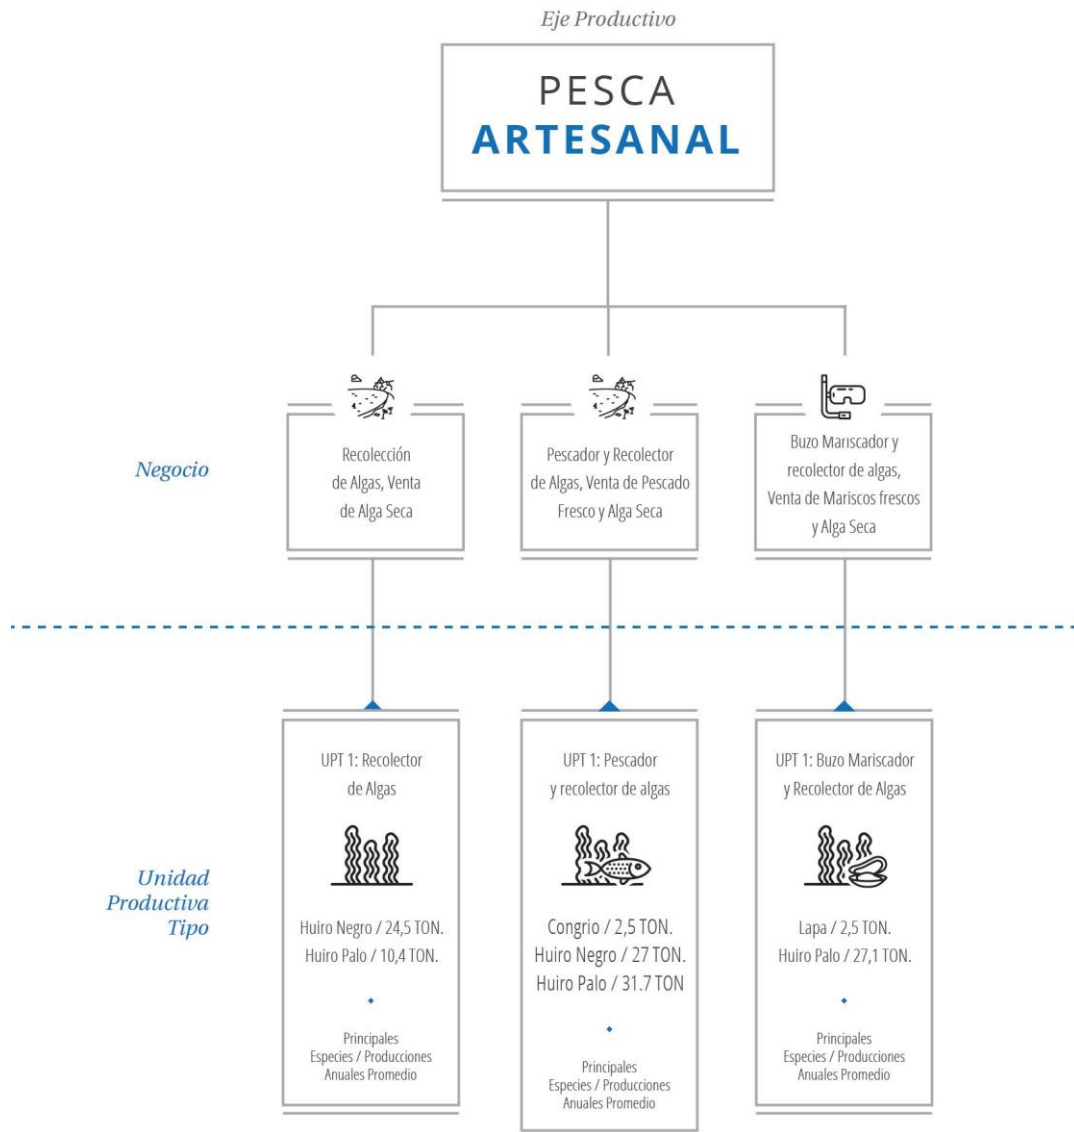 Eje Productivo
PESCA
ARTESANAL
Negocio
Recolección
de Algas, Venta
de Alga Seca
Pescador y Recolector
de Algas, Venta de Pescado
Fresco y Alga Seca
Buzo Mariscador y
recolector de algas,
Venta de Mariscos frescos
y Alga Seca
Unidad
Productiva
Tipo
UPT 1: Recolector
de Algas
Huiro Negro / 24,5 TON.
Huiro Palo / 10,4 TON.
Principales
Especies / Producciones
Anuales Promedio
UPT 1: Pescador
y recolector de algas
Congrio / 2,5 TON.
Huiro Negro / 27 TON.
Huiro Palo / 31.7 TON
Principales
Especies / Producciones
Anuales Promedio
UPT 1: Buzo Mariscador
y Recolector de Algas
Lapa / 2,5 TON.
Huiro Palo / 27,1 TON.
Principales
Especies / Producciones
Anuales Promedio